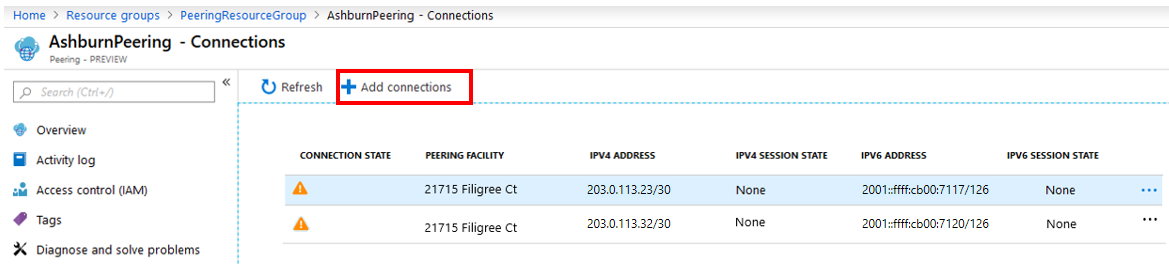 Home > Resource groups > PeeringResourceGroup > AshburnPeering - Connections
AshburnPeering - Connections
Peering - PREVIEW
Search (Ctrl+/)
«
Refresh
Add connections
Overview
Activity log
Access control (IAM)
Tags
Diagnose and solve problems
CONNECTION STATE PEERING FACILITY IPV4 ADDRESS IPV4 SESSION STATE IPV6 ADDRESS IPV6 SESSION STATE
21715 Filigree Ct 203.0.113.23/30 None 2001::ffff:cb00:7117/126 None ...
21715 Filigree Ct 203.0.113.32/30 None 2001::ffff:cb00:7120/126 None ...